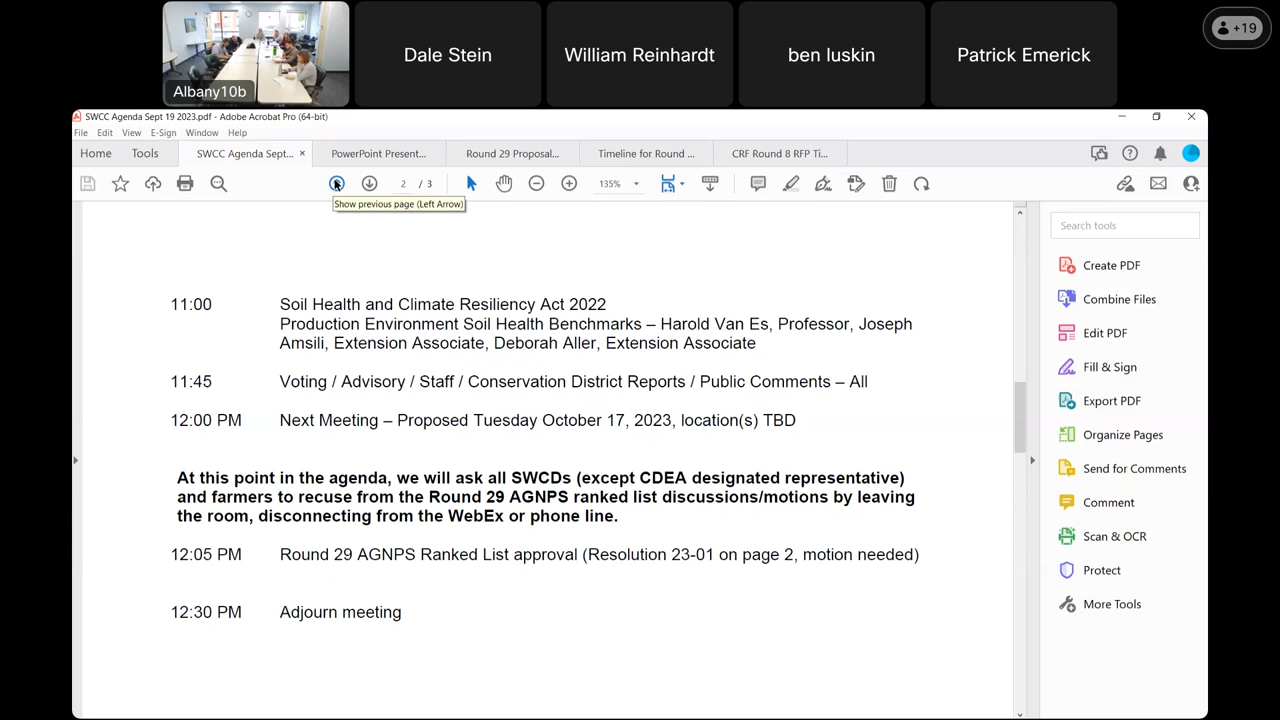 Albany10b
Dale Stein
William Reinhardt
ben luskin
Patrick Emerick
+19
SWCC Agenda Sept 19 2023.pdf - Adobe Acrobat Pro (64-bit)
File Edit View E-Sign Window Help
Home Tools SWCC Agenda Sept... × PowerPoint Present... Round 29 Proposal... Timeline for Round ... CRF Round 8 RFP Ti...
2 / 3 135%
Show previous page (Left Arrow)
11:00 Soil Health and Climate Resiliency Act 2022
Production Environment Soil Health Benchmarks – Harold Van Es, Professor, Joseph
Amsili, Extension Associate, Deborah Aller, Extension Associate
11:45 Voting / Advisory / Staff / Conservation District Reports / Public Comments – All
12:00 PM Next Meeting – Proposed Tuesday October 17, 2023, location(s) TBD
At this point in the agenda, we will ask all SWCDs (except CDEA designated representative)
and farmers to recuse from the Round 29 AGNPS ranked list discussions/motions by leaving
the room, disconnecting from the WebEx or phone line.
12:05 PM Round 29 AGNPS Ranked List approval (Resolution 23-01 on page 2, motion needed)
12:30 PM Adjourn meeting
Search tools
Create PDF
Combine Files
Edit PDF
Fill & Sign
Export PDF
Organize Pages
Send for Comments
Comment
Scan & OCR
Protect
More Tools